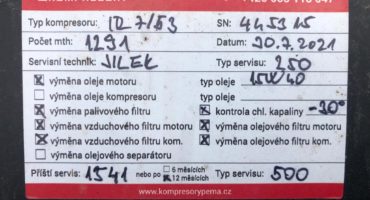 Typ kompresoru: ID 7/53 SN: 445315
Počet mth: 1291 Datum: 20.7.2021
Servisní technik: JILEK Typ servisu: 250
výměna oleje motoru typ oleje 15W/40
výměna oleje kompresoru typ oleje
výměna palivového filtru kontrola chl. kapaliny -30°
výměna vzduchového filtru motoru výměna olejového filtru motoru
výměna vzduchového filtru kom. výměna olejového filtru kom.
výměna olejového separátoru
Příští servis: 1541 nebo po 6 měsících 12 měsících Typ servisu: 500
www.kompresorypema.cz